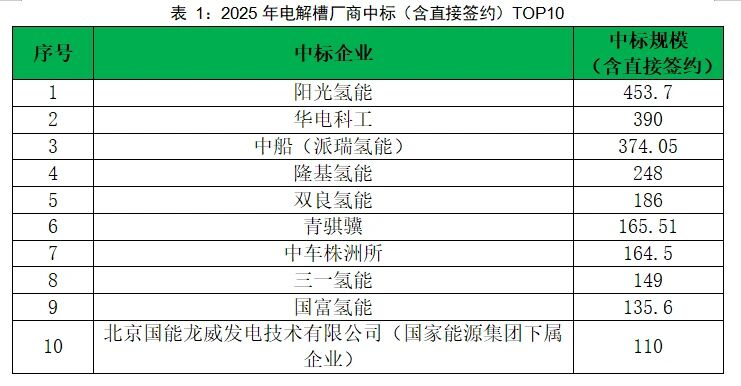 表 1：2025 年电解槽厂商中标（含直接签约）TOP10
序号 中标企业 中标规模（含直接签约）
1 阳光氢能 453.7
2 华电科工 390
3 中船（派瑞氢能） 374.05
4 隆基氢能 248
5 双良氢能 186
6 青骐骥 165.51
7 中车株洲所 164.5
8 三一氢能 149
9 国富氢能 135.6
10 北京国能龙威发电技术有限公司（国家能源集团下属企业） 110